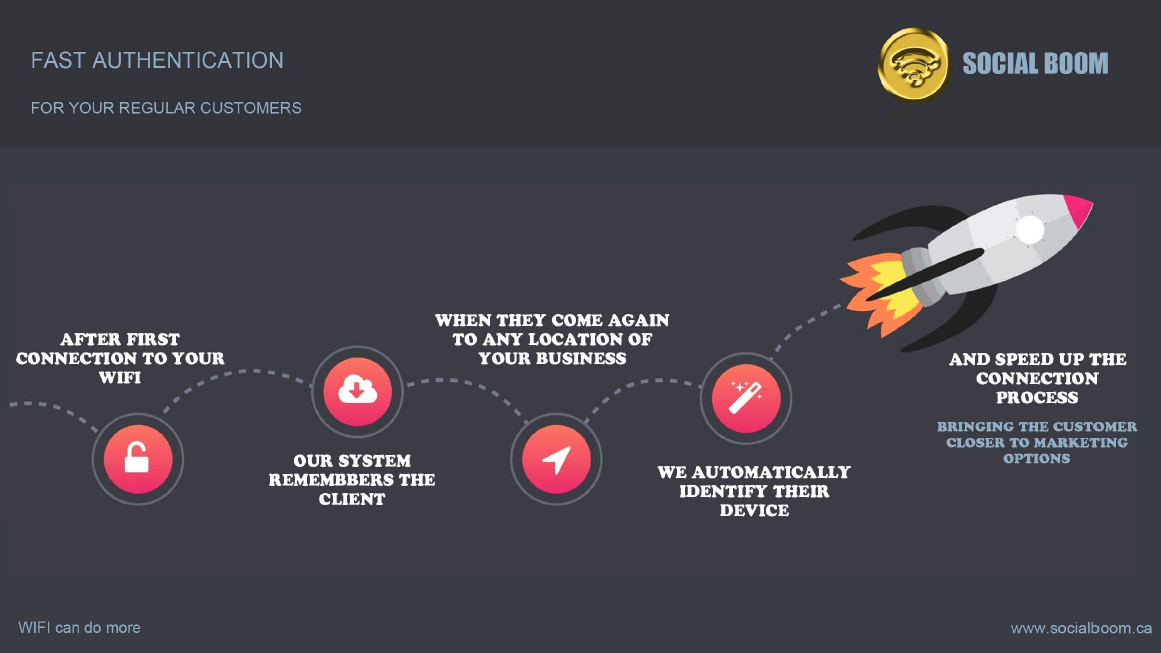 FAST AUTHENTICATION
FOR YOUR REGULAR CUSTOMERS
SOCIAL BOOM
AFTER FIRST
CONNECTION TO YOUR
WIFI
OUR SYSTEM
REMEMBBERS THE
CLIENT
WHEN THEY COME AGAIN
TO ANY LOCATION OF
YOUR BUSINESS
WE AUTOMATICALLY
IDENTIFY THEIR
DEVICE
AND SPEED UP THE
CONNECTION
PROCESS
BRINGING THE CUSTOMER
CLOSER TO MARKETING
OPTIONS
WIFI can do more
www.socialboom.ca